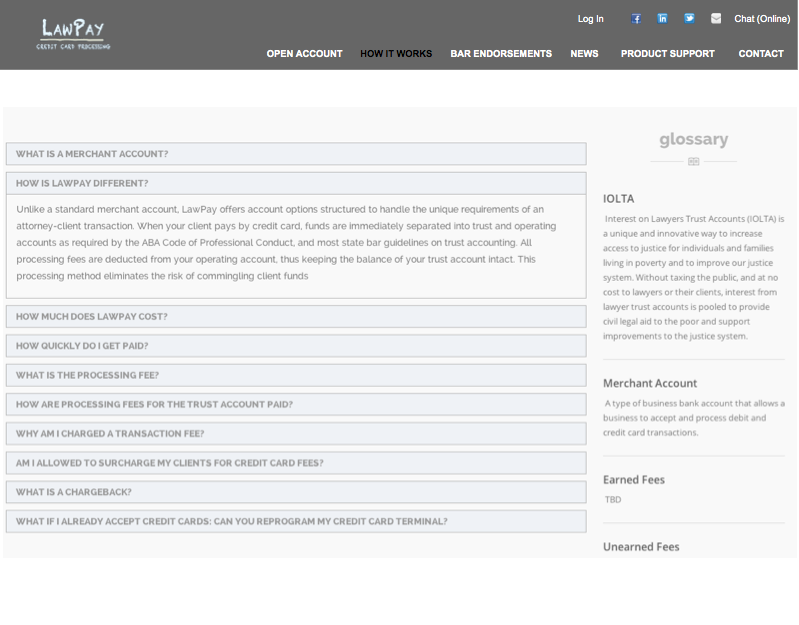 LAWPAY
CREDIT CARD PROCESSING
Log In
Chat (Online)
OPEN ACCOUNT
HOW IT WORKS
BAR ENDORSEMENTS
NEWS
PRODUCT SUPPORT
CONTACT
WHAT IS A MERCHANT ACCOUNT?
HOW IS LAWPAY DIFFERENT?
Unlike a standard merchant account, LawPay offers account options structured to handle the unique requirements of an
attorney-client transaction. When your client pays by credit card, funds are immediately separated into trust and operating
accounts as required by the ABA Code of Professional Conduct, and most state bar guidelines on trust accounting. All
processing fees are deducted from your operating account, thus keeping the balance of your trust account intact. This
processing method eliminates the risk of commingling client funds
HOW MUCH DOES LAWPAY COST?
HOW QUICKLY DO I GET PAID?
WHAT IS THE PROCESSING FEE?
HOW ARE PROCESSING FEES FOR THE TRUST ACCOUNT PAID?
WHY AM I CHARGED A TRANSACTION FEE?
AM I ALLOWED TO SURCHARGE MY CLIENTS FOR CREDIT CARD FEES?
WHAT IS A CHARGEBACK?
WHAT IF I ALREADY ACCEPT CREDIT CARDS: CAN YOU REPROGRAM MY CREDIT CARD TERMINAL?
glossary
IOLTA
Interest on Lawyers Trust Accounts (IOLTA) is
a unique and innovative way to increase
access to justice for individuals and families
living in poverty and to improve our justice
system. Without taxing the public, and at no
cost to lawyers or their clients, interest from
lawyer trust accounts is pooled to provide
civil legal aid to the poor and support
improvements to the justice system.
Merchant Account
A type of business bank account that allows a
business to accept and process debit and
credit card transactions.
Earned Fees
TBD
Unearned Fees